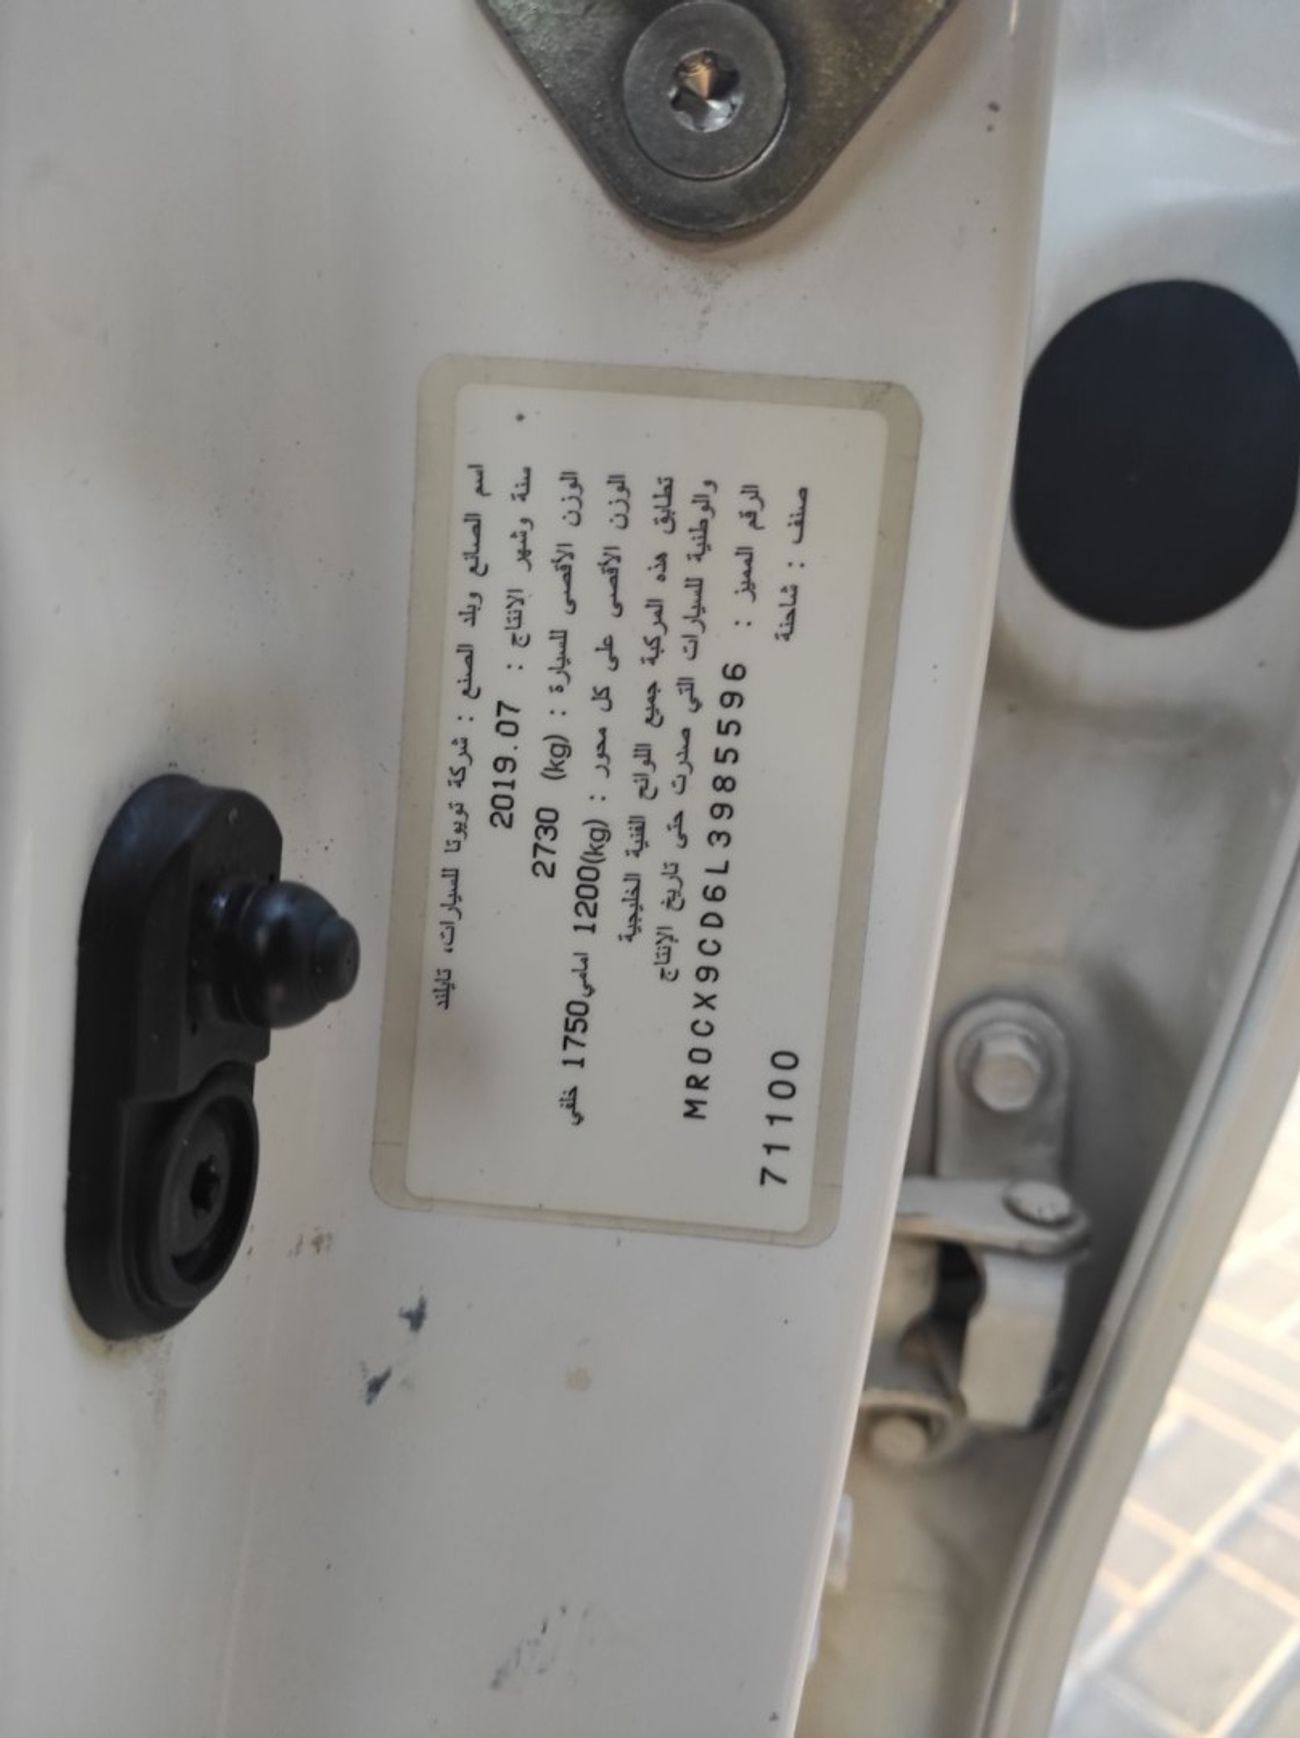 اسم الصانع وبلد الصنع : شركة تويوتا للسيارات، تايلند
سنة وشهر الإنتاج : 2019.07
الوزن الأقصى للسيارة : (kg) 2730
الوزن الأقصى على كل محور : (kg)1200 امامي 1750 خلفي
تطابق هذه المركبة جميع اللوائح الفنية الخليجية
والوطنية للسيارات التي صدرت حتى تاريخ الإنتاج
الرقم المميز : MR0CX9CD6L3985596
صنف : شاحنة
71100